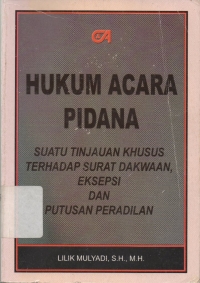 HUKUM ACARA
PIDANA
SUATU TINJAUAN KHUSUS
TERHADAP SURAT DAKWAAN,
EKSEPSI
DAN
PUTUSAN PERADILAN
LILIK MULYADI, S.H., M.H.